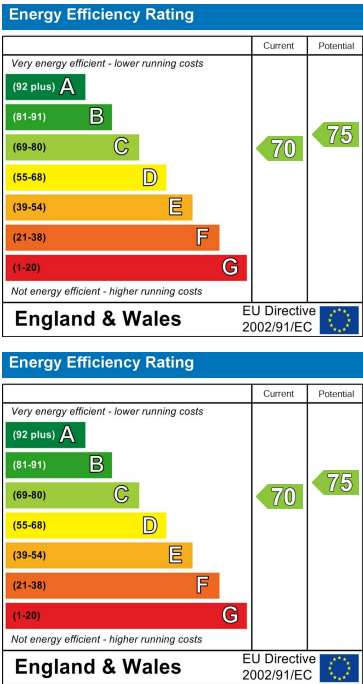 Energy Efficiency Rating
Current Potential
Very energy efficient - lower running costs
(92 plus) A
(81-91) B
(69-80) C 70 75
(55-68) D
(39-54) E
(21-38) F
(1-20) G
Not energy efficient - higher running costs
England & Wales EU Directive 2002/91/EC
Energy Efficiency Rating
Current Potential
Very energy efficient - lower running costs
(92 plus) A
(81-91) B
(69-80) C 70 75
(55-68) D
(39-54) E
(21-38) F
(1-20) G
Not energy efficient - higher running costs
England & Wales EU Directive 2002/91/EC